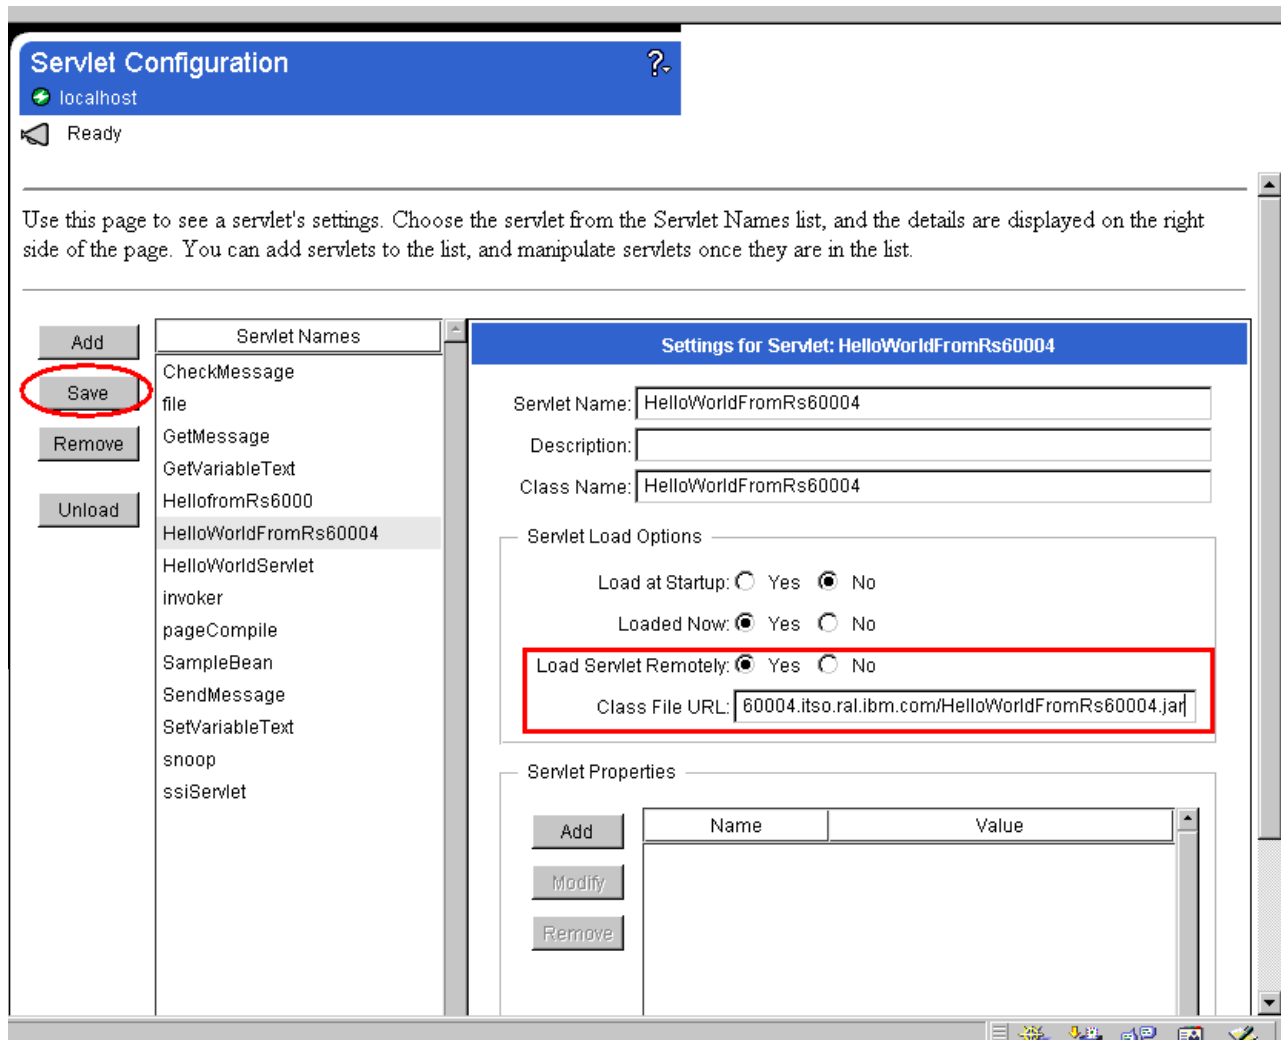 Servlet Configuration
localhost
Ready
Use this page to see a servlet's settings. Choose the servlet from the Servlet Names list, and the details are displayed on the right
side of the page. You can add servlets to the list, and manipulate servlets once they are in the list.
Add
Save
Remove
Unload
Servlet Names
CheckMessage
file
GetMessage
GetVariableText
HellofromRs6000
HelloWorldFromRs60004
HelloWorldServlet
invoker
pageCompile
SampleBean
SendMessage
SetVariableText
snoop
ssiServlet
Settings for Servlet: HelloWorldFromRs60004
Servlet Name: HelloWorldFromRs60004
Description:
Class Name: HelloWorldFromRs60004
Servlet Load Options
Load at Startup: Yes No
Loaded Now: Yes No
Load Servlet Remotely: Yes No
Class File URL: 60004.itso.ral.ibm.com/HelloWorldFromRs60004.jar
Servlet Properties
Add
Modify
Remove
Name Value